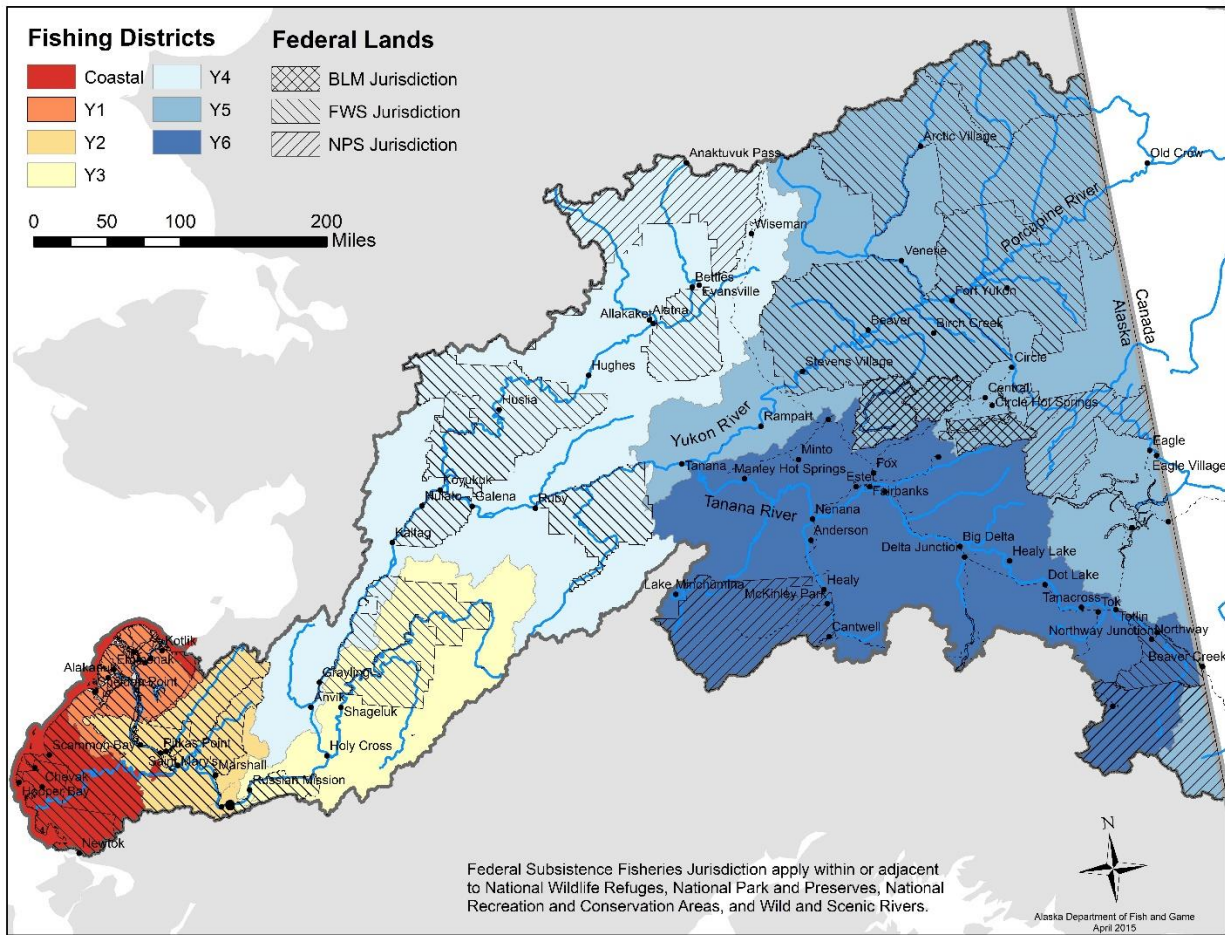 Fishing Districts
Coastal
Y1
Y2
Y3
Y4
Y5
Y6
Federal Lands
BLM Jurisdiction
FWS Jurisdiction
NPS Jurisdiction
0 50 100 200
Miles
Anaktuvuk Pass
Arctic Village
Old Crow
Porcupine River
Wiseman
Venetie
Bettles
Evansville
Fort Yukon
Canada
Alaska
Allakaket
Alatna
Beaver
Birch Creek
Hughes
Stevens Village
Circle
Central
Circle Hot Springs
Huslia
Yukon River
Rampart
Eagle
Eagle Village
Tanana
Minto
Manley Hot Springs
Fox
Ester
Fairbanks
Koyukuk
Nulato
Galena
Ruby
Tanana River
Nenana
Anderson
Kaltag
Big Delta
Delta Junction
Healy Lake
Dot Lake
Lake Minchumina
Healy
McKinley Park
Tanacross
Tok
Tetlin
Cantwell
Northway Junction
Northway
Beaver Creek
Kotlik
Emmonak
Alakanuk
Sheldon Point
Grayling
Anvik
Shageluk
Holy Cross
Scammon Bay
Pitkas Point
Saint Mary's
Marshall
Russian Mission
Chevak
Hooper Bay
Newtok
Federal Subsistence Fisheries Jurisdiction apply within or adjacent
to National Wildlife Refuges, National Park and Preserves, National
Recreation and Conservation Areas, and Wild and Scenic Rivers.
N
Alaska Department of Fish and Game
April 2015